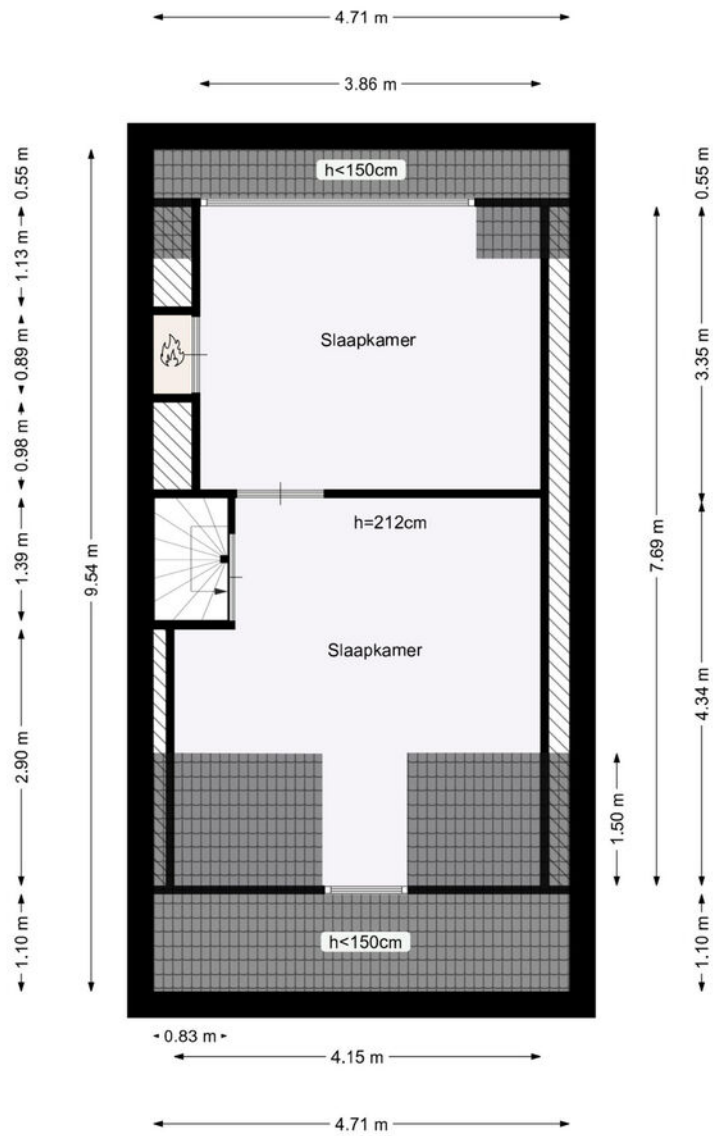 4.71 m
3.86 m
0.55 m
0.55 m
h<150cm
1.13 m
0.89 m
Slaapkamer
3.35 m
0.98 m
h=212cm
1.39 m
9.54 m
7.69 m
Slaapkamer
4.34 m
2.90 m
1.50 m
h<150cm
1.10 m
1.10 m
0.83 m
4.15 m
4.71 m